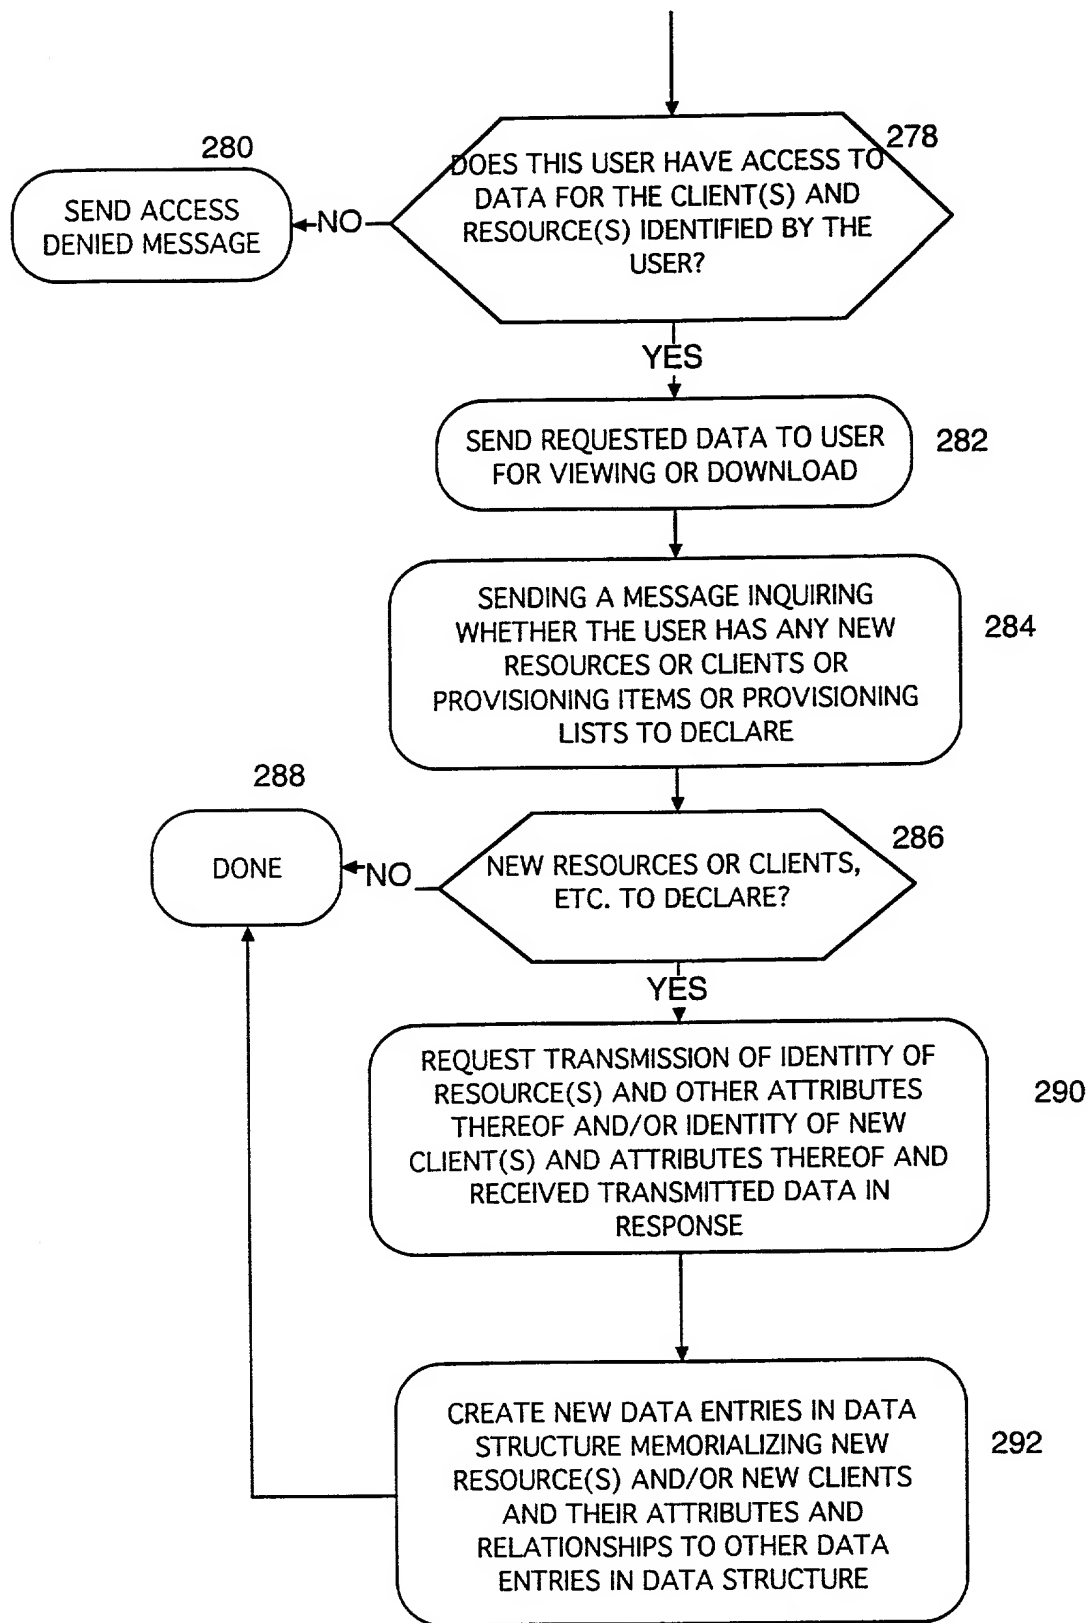 278
DOES THIS USER HAVE ACCESS TO
DATA FOR THE CLIENT(S) AND
RESOURCE(S) IDENTIFIED BY THE
USER?
280
SEND ACCESS
DENIED MESSAGE
NO
YES
SEND REQUESTED DATA TO USER
FOR VIEWING OR DOWNLOAD
282
SENDING A MESSAGE INQUIRING
WHETHER THE USER HAS ANY NEW
RESOURCES OR CLIENTS OR
PROVISIONING ITEMS OR PROVISIONING
LISTS TO DECLARE
284
286
NEW RESOURCES OR CLIENTS,
ETC. TO DECLARE?
288
DONE
NO
YES
REQUEST TRANSMISSION OF IDENTITY OF
RESOURCE(S) AND OTHER ATTRIBUTES
THEREOF AND/OR IDENTITY OF NEW
CLIENT(S) AND ATTRIBUTES THEREOF AND
RECEIVED TRANSMITTED DATA IN
RESPONSE
290
CREATE NEW DATA ENTRIES IN DATA
STRUCTURE MEMORIALIZING NEW
RESOURCE(S) AND/OR NEW CLIENTS
AND THEIR ATTRIBUTES AND
RELATIONSHIPS TO OTHER DATA
ENTRIES IN DATA STRUCTURE
292